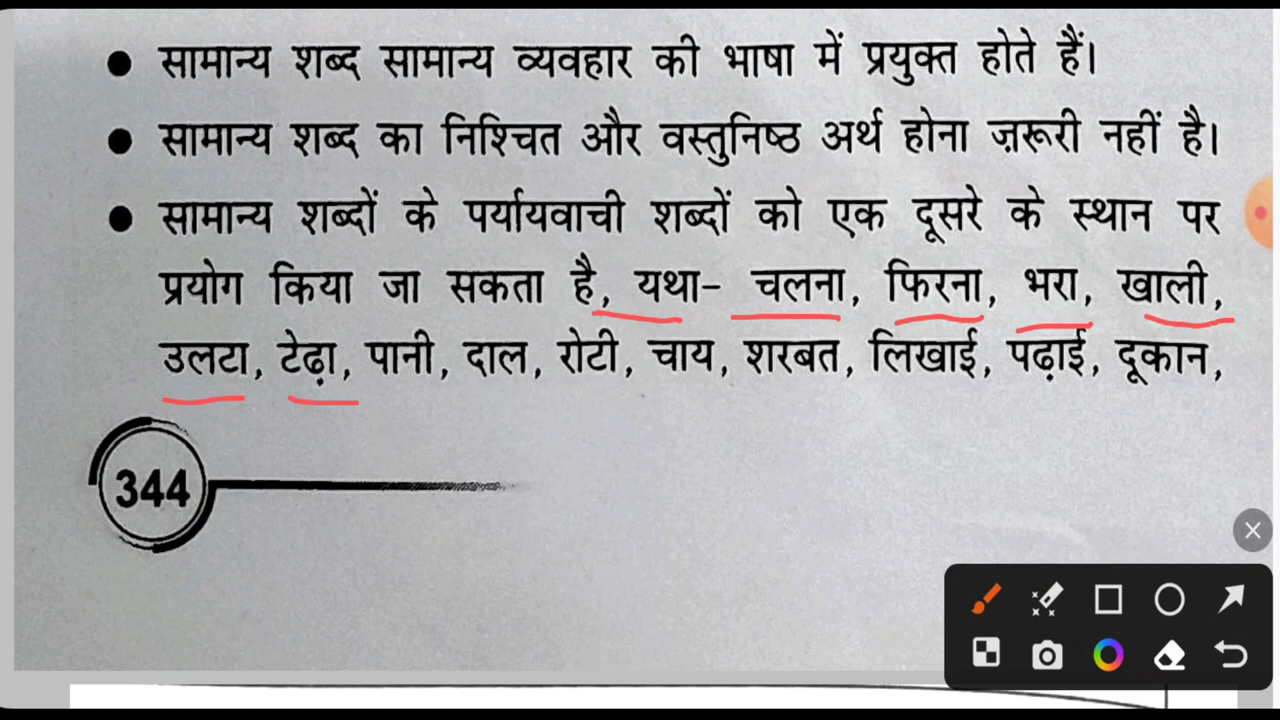 ● सामान्य शब्द सामान्य व्यवहार की भाषा में प्रयुक्त होते हैं।
● सामान्य शब्द का निश्चित और वस्तुनिष्ठ अर्थ होना ज़रूरी नहीं है।
● सामान्य शब्दों के पर्यायवाची शब्दों को एक दूसरे के स्थान पर
प्रयोग किया जा सकता है, यथा- चलना, फिरना, भरा, खाली,
उलटा, टेढ़ा, पानी, दाल, रोटी, चाय, शरबत, लिखाई, पढ़ाई, दूकान,
344